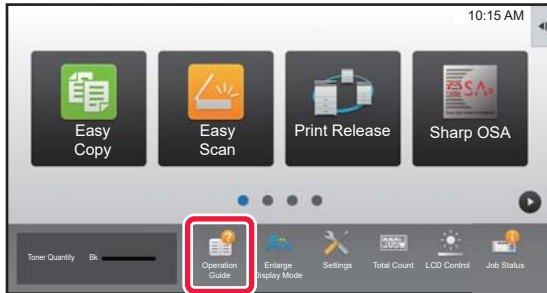 10:15 AM
Easy
Copy
Easy
Scan
Print Release
OSA
Sharp OSA
Toner Quantity Bk
Operation
Guide
Enlarge
Display Mode
Settings
Total Count
LCD Control
Job Status